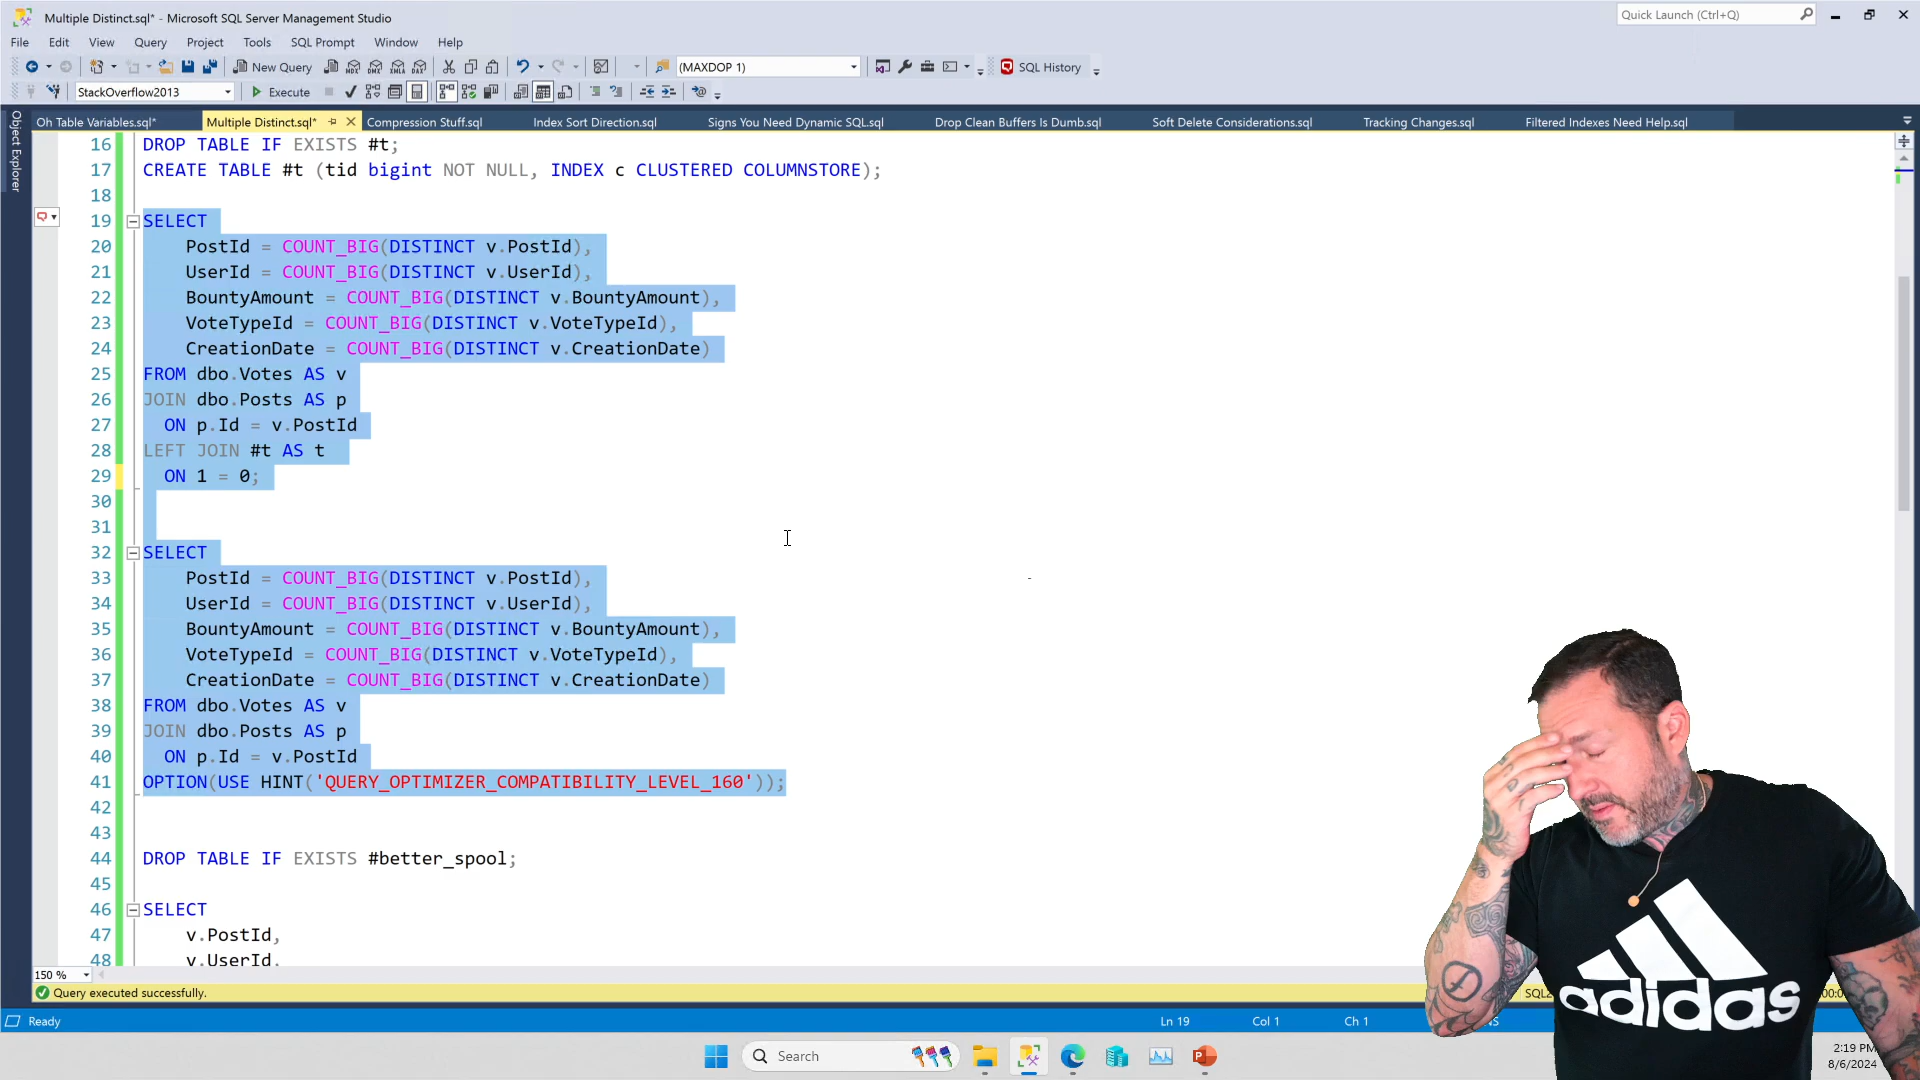 Multiple Distinct.sql* - Microsoft SQL Server Management Studio
Quick Launch (Ctrl+Q)
File Edit View Query Project Tools SQL Prompt Window Help
New Query
(MAXDOP 1)
SQL History
StackOverflow2013
Execute
Object Explorer
Oh Table Variables.sql* Multiple Distinct.sql* Compression Stuff.sql Index Sort Direction.sql Signs You Need Dynamic SQL.sql Drop Clean Buffers Is Dumb.sql Soft Delete Considerations.sql Tracking Changes.sql Filtered Indexes Need Help.sql
16 DROP TABLE IF EXISTS #t;
17 CREATE TABLE #t (tid bigint NOT NULL, INDEX c CLUSTERED COLUMNSTORE);
18
19 SELECT
20 PostId = COUNT_BIG(DISTINCT v.PostId),
21 UserId = COUNT_BIG(DISTINCT v.UserId),
22 BountyAmount = COUNT_BIG(DISTINCT v.BountyAmount),
23 VoteTypeId = COUNT_BIG(DISTINCT v.VoteTypeId),
24 CreationDate = COUNT_BIG(DISTINCT v.CreationDate)
25 FROM dbo.Votes AS v
26 JOIN dbo.Posts AS p
27 ON p.Id = v.PostId
28 LEFT JOIN #t AS t
29 ON 1 = 0;
30
31
32 SELECT
33 PostId = COUNT_BIG(DISTINCT v.PostId),
34 UserId = COUNT_BIG(DISTINCT v.UserId),
35 BountyAmount = COUNT_BIG(DISTINCT v.BountyAmount),
36 VoteTypeId = COUNT_BIG(DISTINCT v.VoteTypeId),
37 CreationDate = COUNT_BIG(DISTINCT v.CreationDate)
38 FROM dbo.Votes AS v
39 JOIN dbo.Posts AS p
40 ON p.Id = v.PostId
41 OPTION(USE HINT('QUERY_OPTIMIZER_COMPATIBILITY_LEVEL_160'));
42
43
44 DROP TABLE IF EXISTS #better_spool;
45
46 SELECT
47 v.PostId,
48 v.UserId,
150 %
Query executed successfully.
Ready Ln 19 Col 1 Ch 1
adidas
Search
2:19 PM
8/6/2024